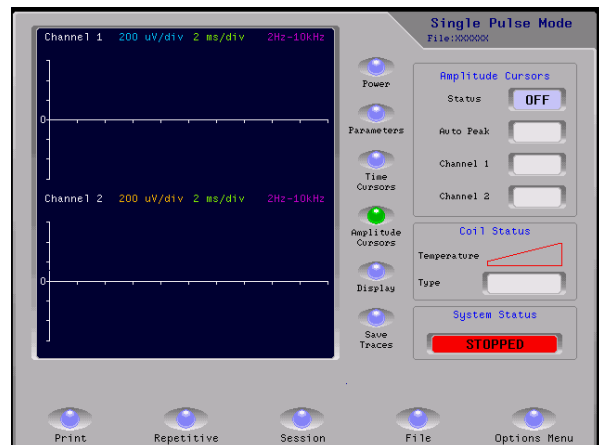 Single Pulse Mode
File:XXXXXX
Channel 1 200 uV/div 2 ms/div 2Hz-10kHz
0
Channel 2 200 uV/div 2 ms/div 2Hz-10kHz
0
Power
Parameters
Time
Cursors
Amplitude
Cursors
Display
Save
Traces
Amplitude Cursors
Status OFF
Auto Peak
Channel 1
Channel 2
Coil Status
Temperature
Type
System Status
STOPPED
Print Repetitive Session File Options Menu